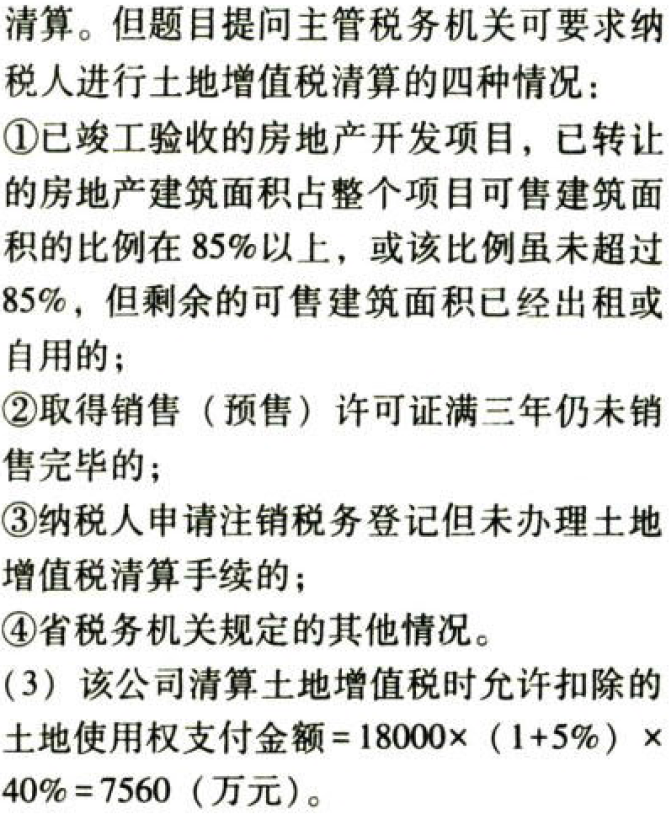 清算。但题目提问主管税务机关可要求纳
税人进行土地增值税清算的四种情况：
①已竣工验收的房地产开发项目，已转让
的房地产建筑面积占整个项目可售建筑面
积的比例在85%以上，或该比例虽未超过
85%，但剩余的可售建筑面积已经出租或
自用的；
②取得销售（预售）许可证满三年仍未销
售完毕的；
③纳税人申请注销税务登记但未办理土地
增值税清算手续的；
④省税务机关规定的其他情况。
(3) 该公司清算土地增值税时允许扣除的
土地使用权支付金额=18000×（1+5%）×
40%=7560（万元）。